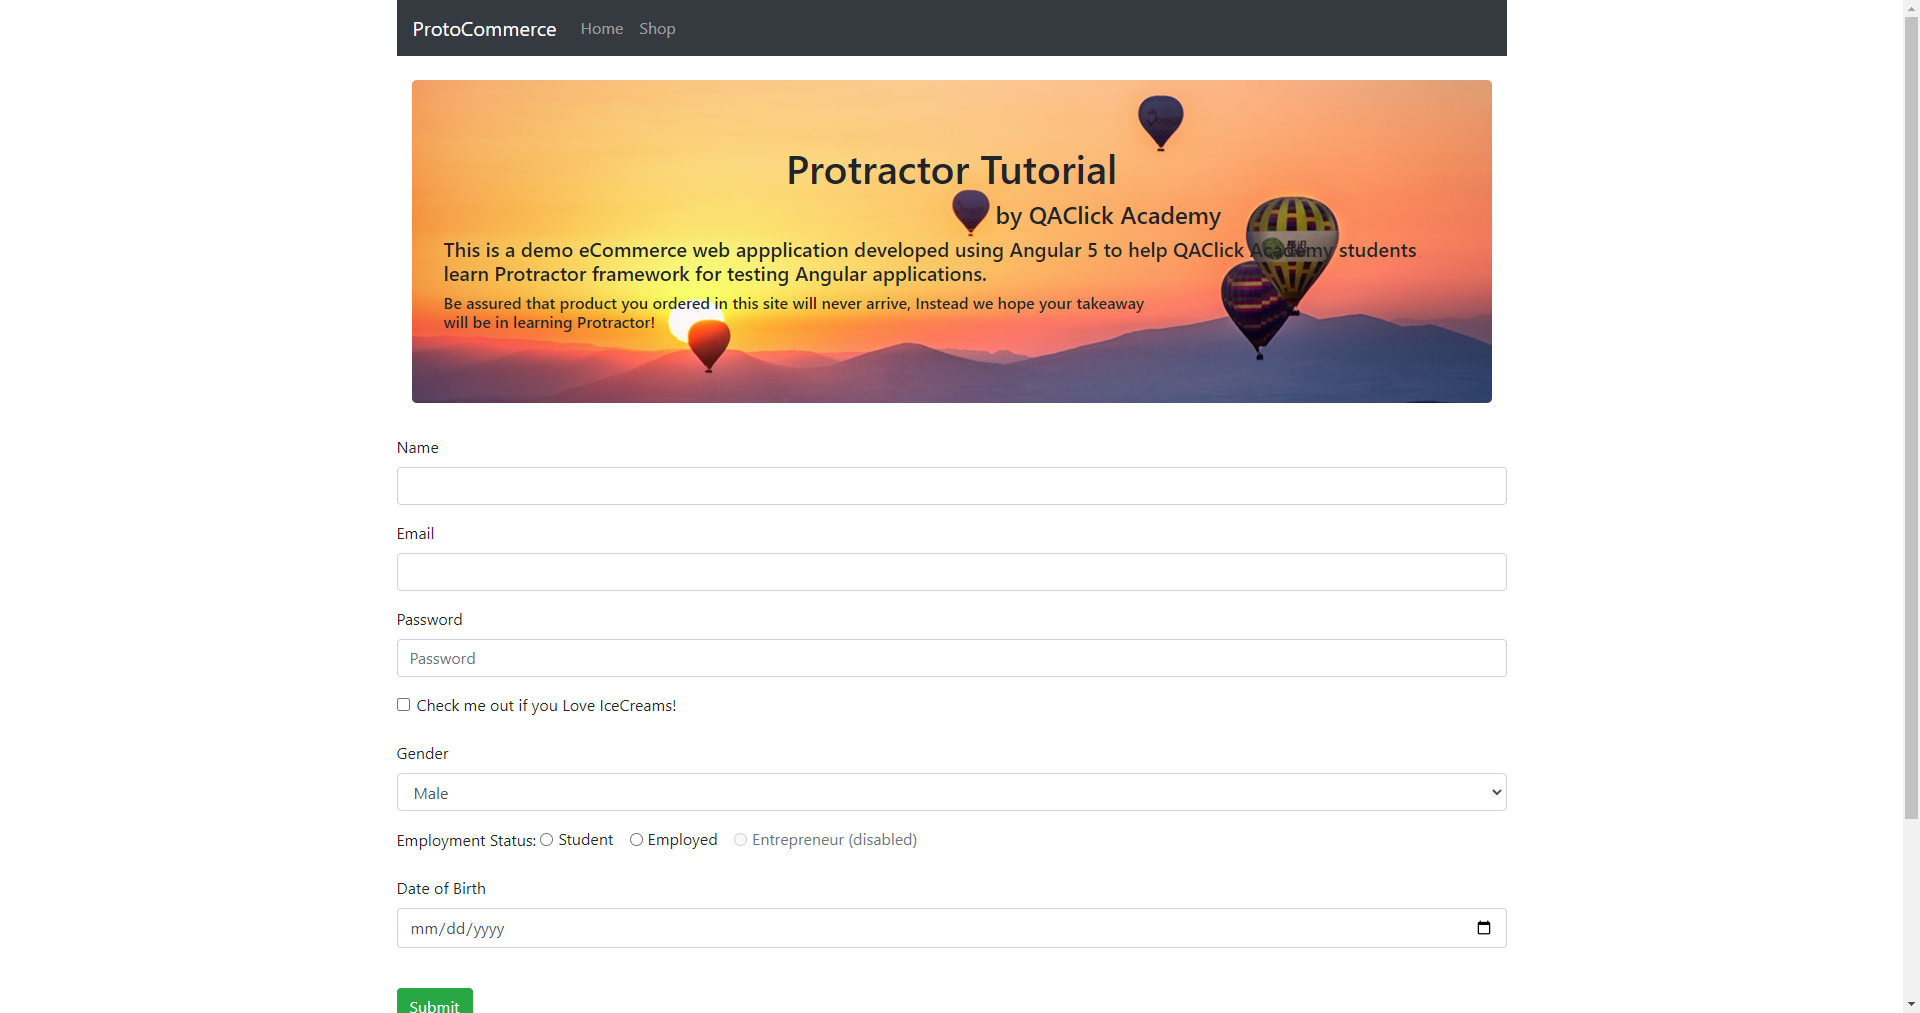 ProtoCommerce Home Shop
Protractor Tutorial
by QAClick Academy
This is a demo eCommerce web appplication developed using Angular 5 to help QAClick Academy students
learn Protractor framework for testing Angular applications.
Be assured that product you ordered in this site will never arrive, Instead we hope your takeaway
will be in learning Protractor!
Name
Email
Password
Password
Check me out if you Love IceCreams!
Gender
Male
Employment Status: Student Employed Entrepreneur (disabled)
Date of Birth
mm/dd/yyyy
Submit